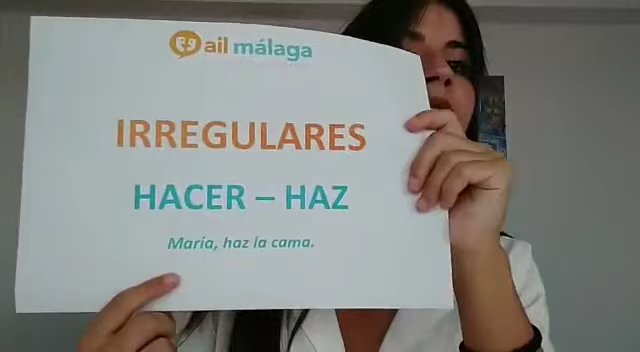 ail málaga
IRREGULARES
HACER – HAZ
María, haz la cama.